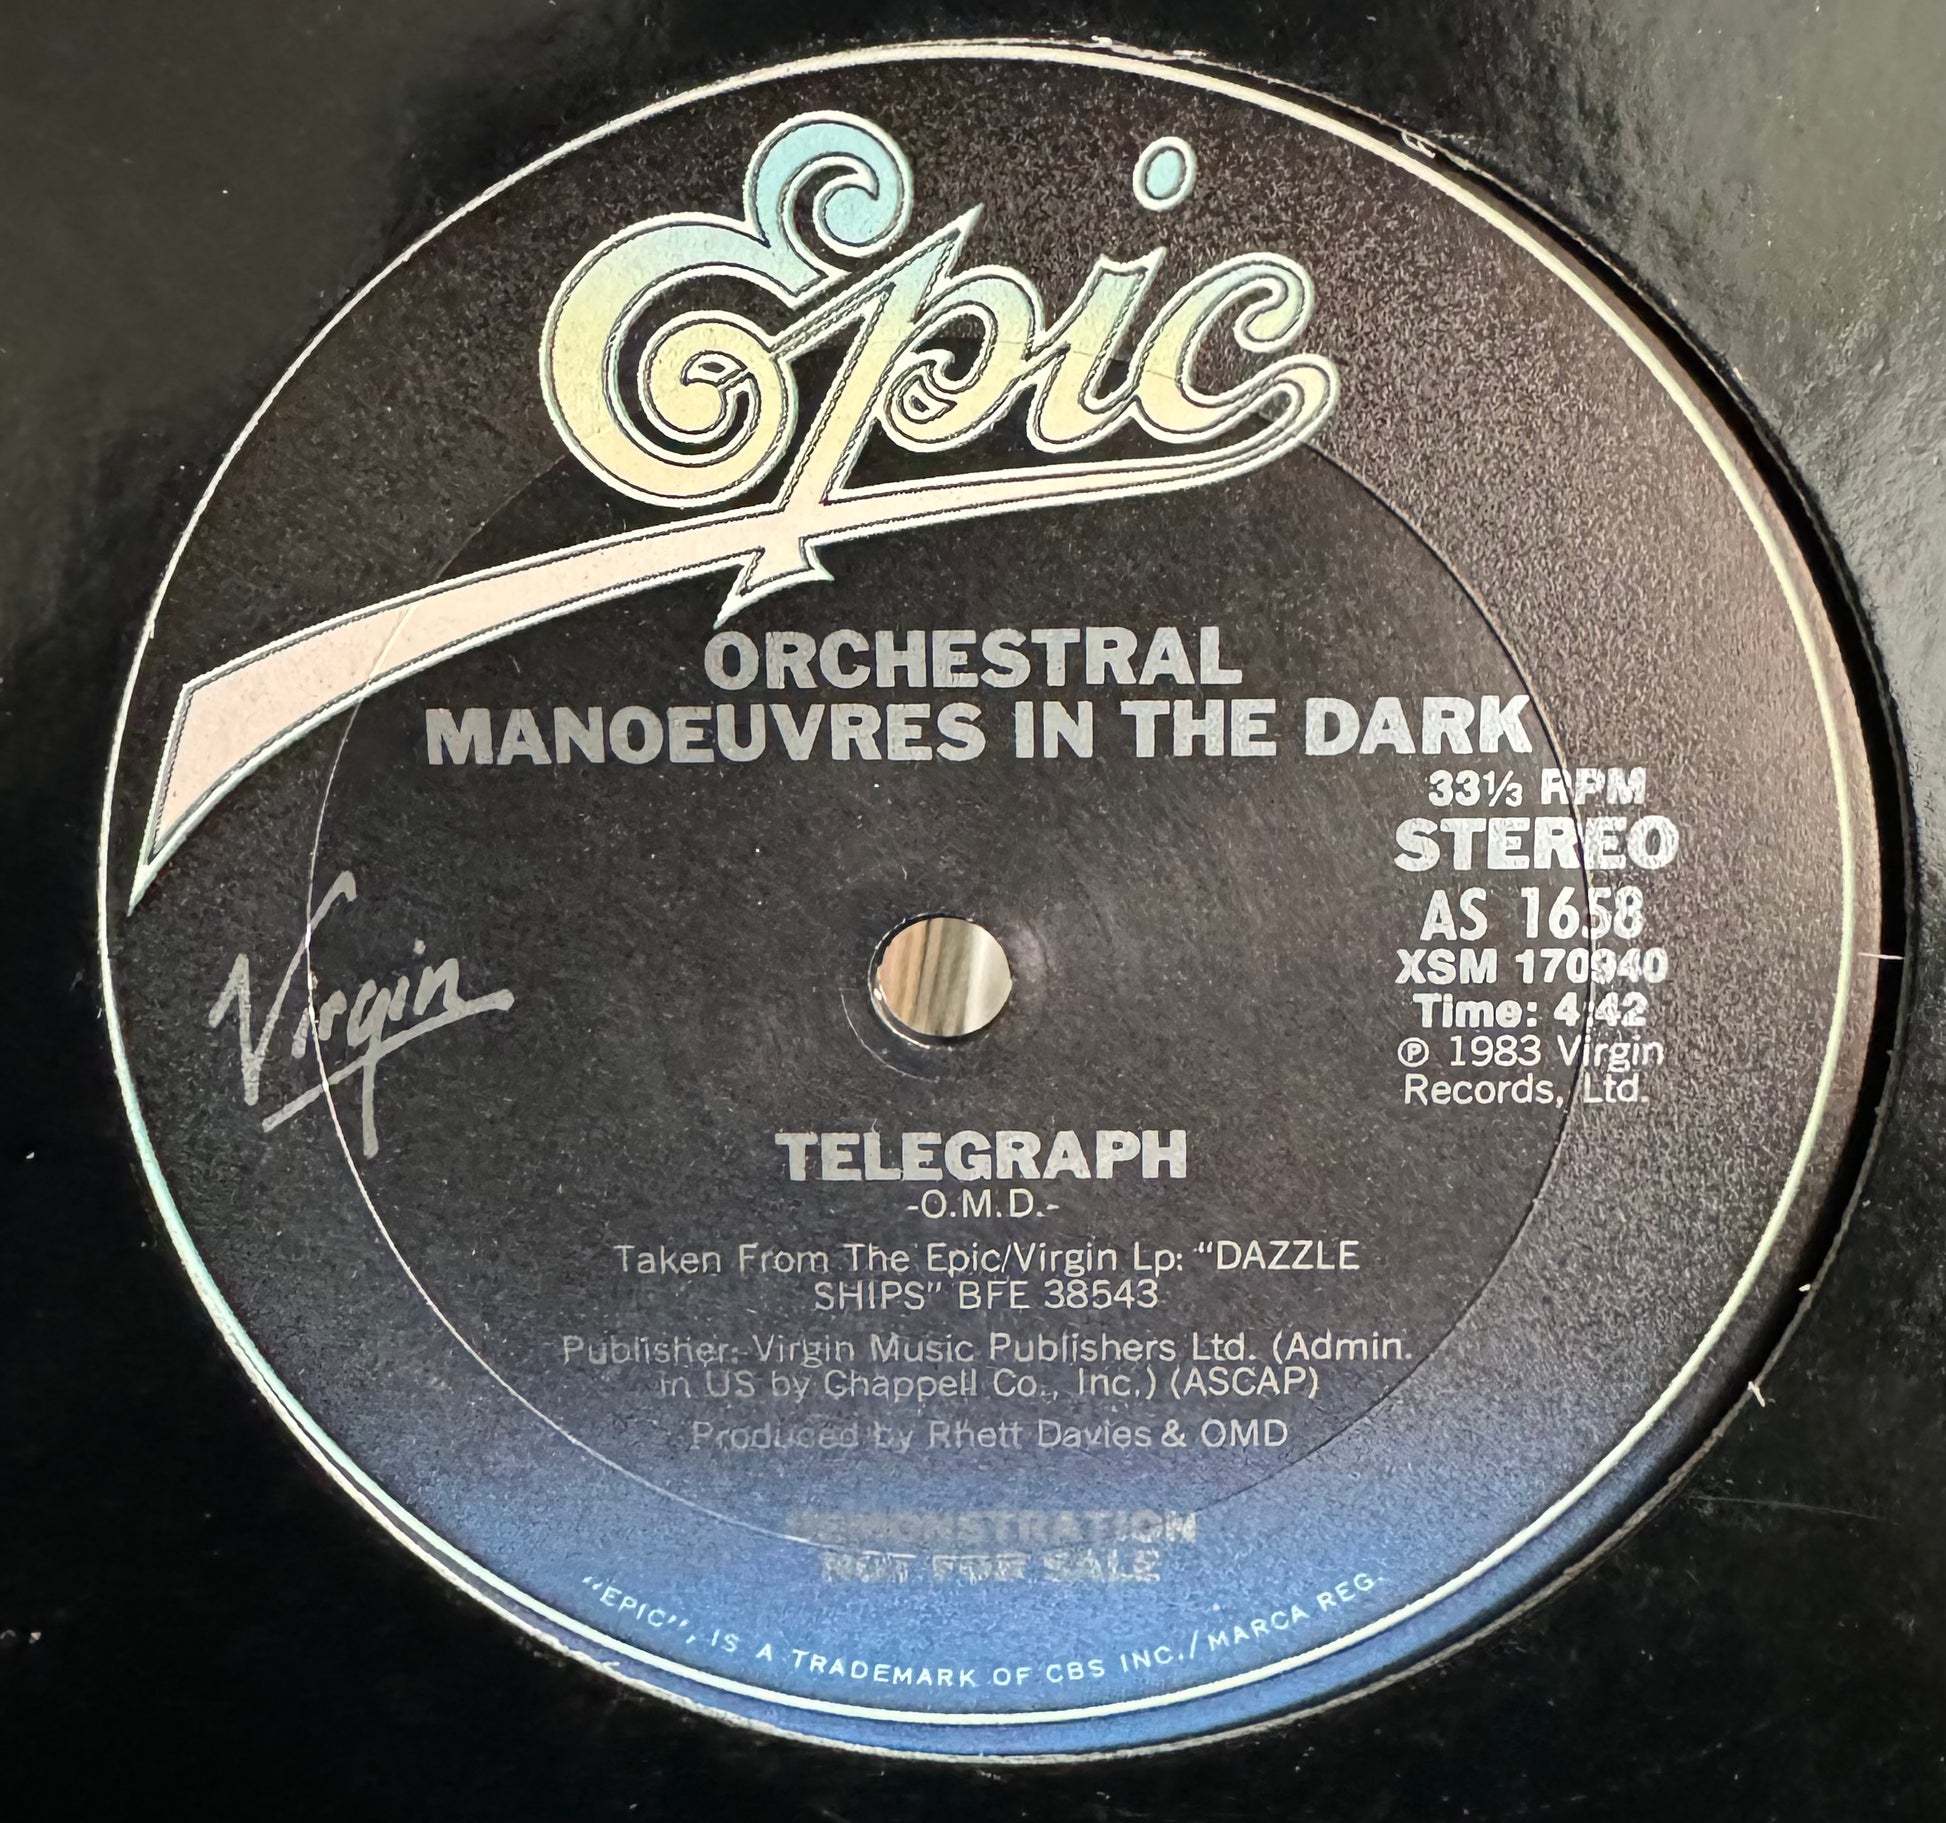 Epic
ORCHESTRAL
MANOEUVRES IN THE DARK
33⅓ RPM
STEREO
AS 1658
XSM 170940
Time: 4:42
℗ 1983 Virgin
Records, Ltd.
Virgin
TELEGRAPH
-O.M.D.-
Taken From The Epic/Virgin Lp: “DAZZLE
SHIPS” BFE 38543
Publisher: Virgin Music Publishers Ltd. (Admin.
in US by Chappell Co., Inc.) (ASCAP)
Produced by Rhett Davies & OMD
DEMONSTRATION
NOT FOR SALE
“EPIC”, IS A TRADEMARK OF CBS INC./MARCA REG.